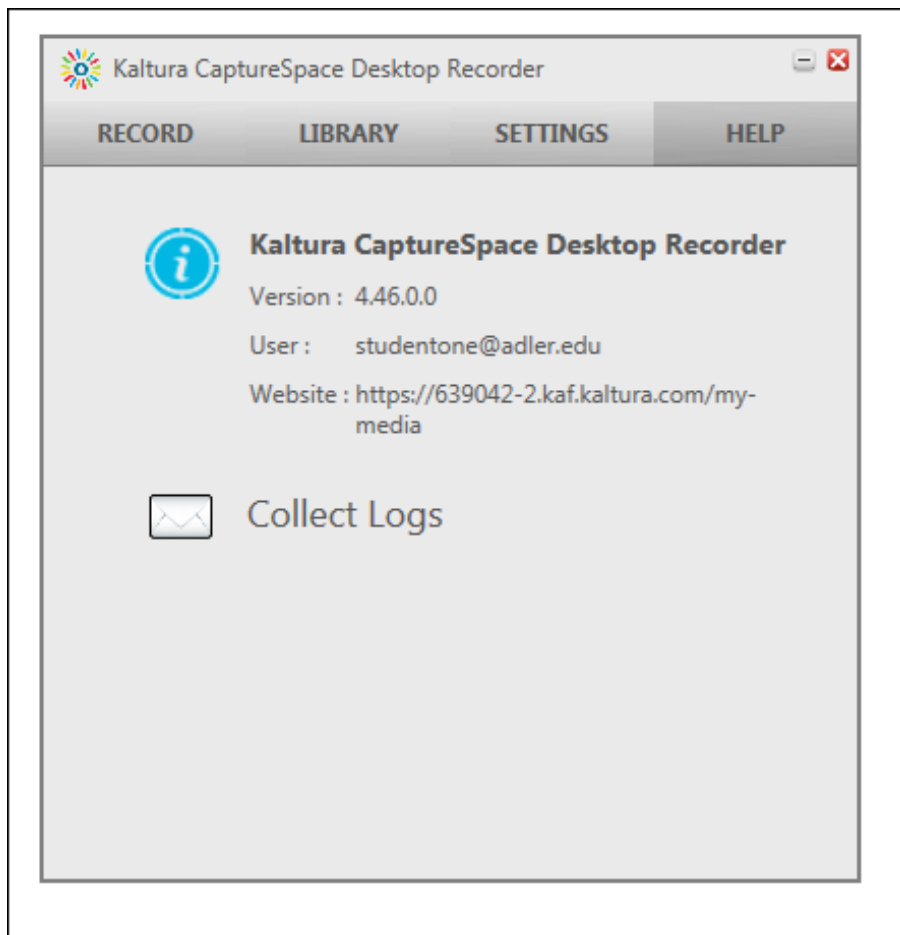 Kaltura CaptureSpace Desktop Recorder
RECORD LIBRARY SETTINGS HELP
Kaltura CaptureSpace Desktop Recorder
Version : 4.46.0.0
User : studentone@adler.edu
Website : https://639042-2.kaf.kaltura.com/my-
media
Collect Logs